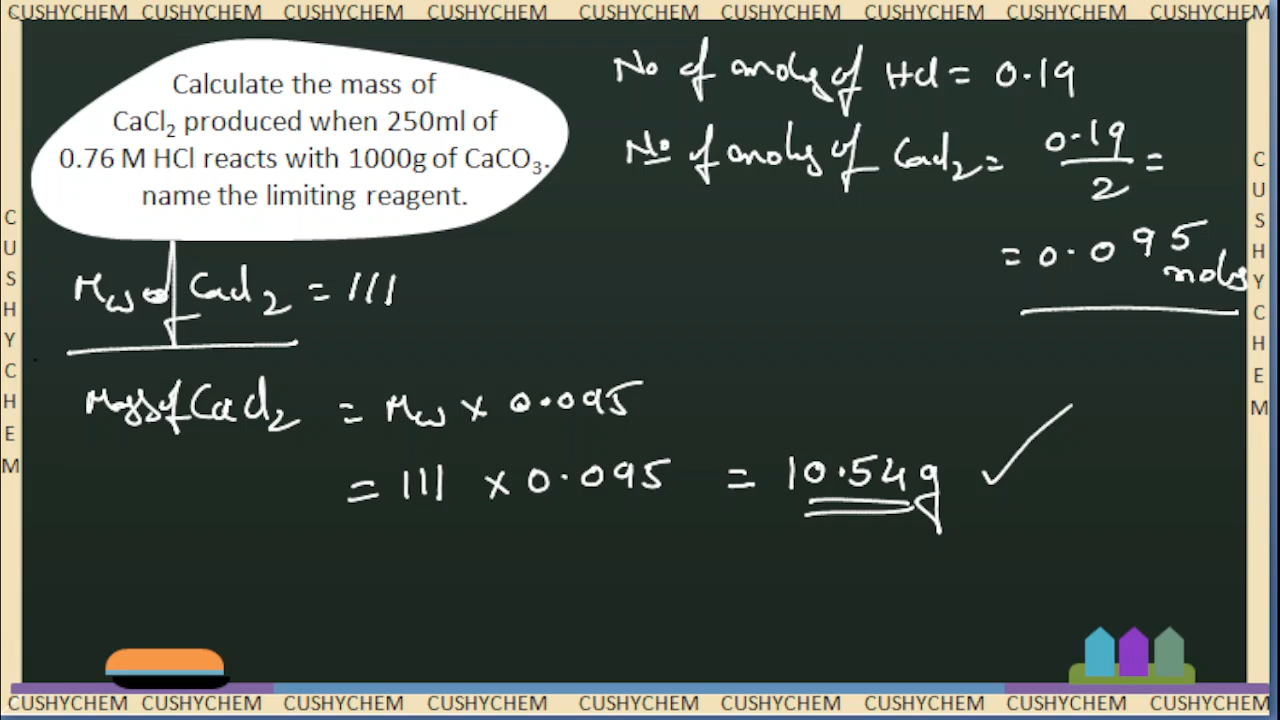 CUSHYCHEM CUSHYCHEM CUSHYCHEM CUSHYCHEM CUSHYCHEM CUSHYCHEM CUSHYCHEM CUSHYCHEM CUSHYCHEM
Calculate the mass of
CaCl₂ produced when 250ml of
0.76 M HCl reacts with 1000g of CaCO₃.
name the limiting reagent.
No of moles of HCl = 0.19
No of moles of CaCl₂ = 0.19/2 =
= 0.095 moles
Mw of CaCl₂ = 111
Mass of CaCl₂ = Mw × 0.095
= 111 × 0.095 = 10.54g
CUSHYCHEM
CUSHYCHEM
CUSHYCHEM CUSHYCHEM CUSHYCHEM CUSHYCHEM CUSHYCHEM CUSHYCHEM CUSHYCHEM CUSHYCHEM CUSHYCHEM